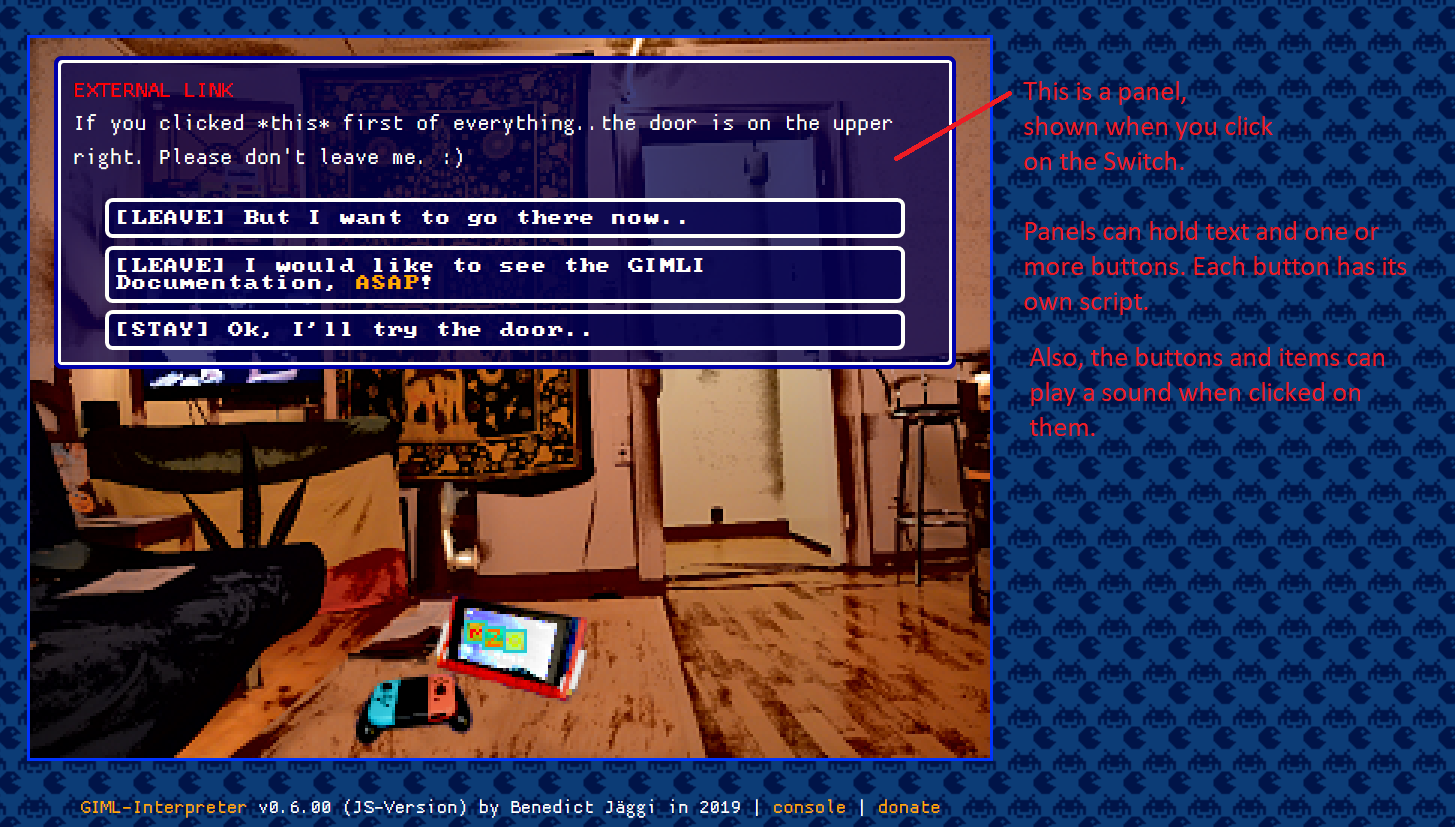 EXTERNAL LINK
If you clicked *this* first of everything..the door is on the upper
right. Please don't leave me. :)
[LEAVE] But I want to go there now..
[LEAVE] I would like to see the GIMLI
Documentation, ASAP!
[STAY] Ok, I'll try the door..
This is a panel,
shown when you click
on the Switch.
Panels can hold text and one or
more buttons. Each button has its
own script.
Also, the buttons and items can
play a sound when clicked on
them.
GIML-Interpreter v0.6.00 (JS-Version) by Benedict Jäggi in 2019 | console | donate